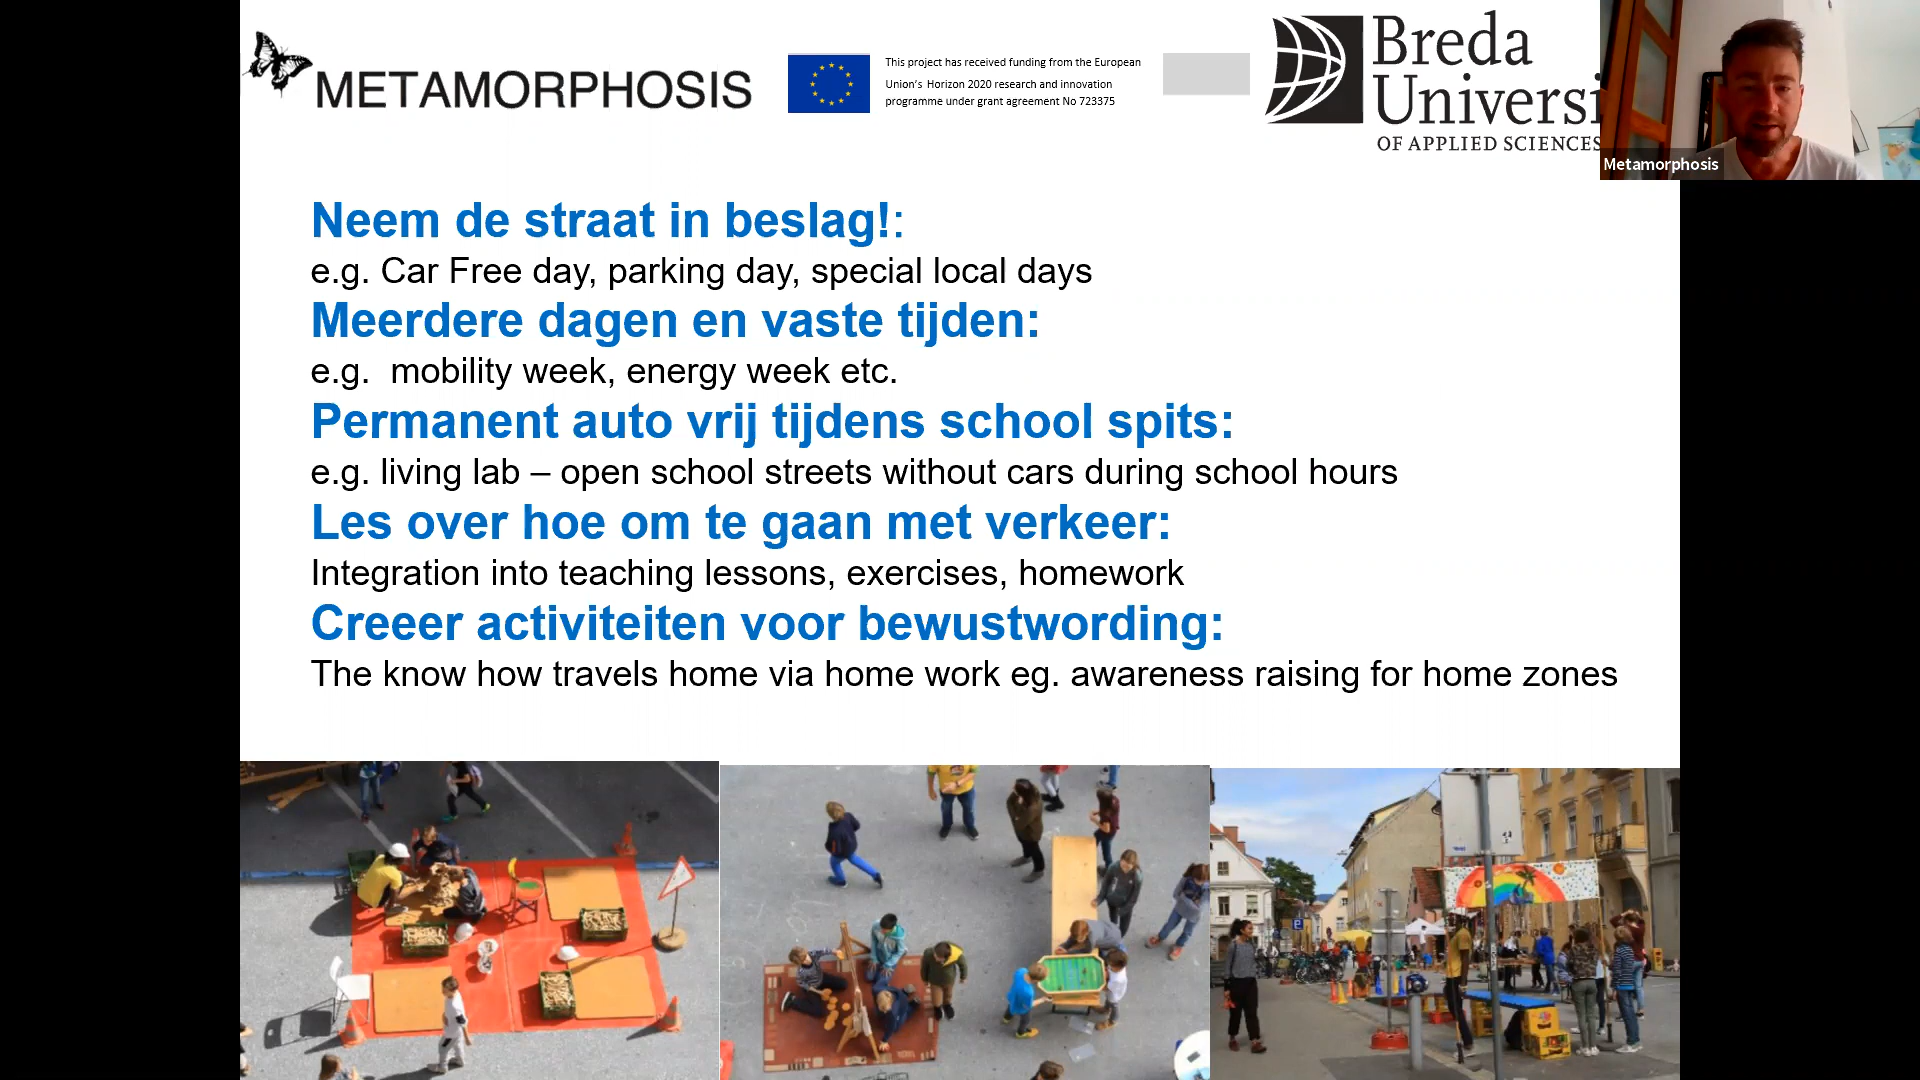 METAMORPHOSIS
This project has received funding from the European
Union's Horizon 2020 research and innovation
programme under grant agreement No 723375
Breda
Universi
OF APPLIED SCIENCES
Metamorphosis
Neem de straat in beslag!:
e.g. Car Free day, parking day, special local days
Meerdere dagen en vaste tijden:
e.g. mobility week, energy week etc.
Permanent auto vrij tijdens school spits:
e.g. living lab – open school streets without cars during school hours
Les over hoe om te gaan met verkeer:
Integration into teaching lessons, exercises, homework
Creeer activiteiten voor bewustwording:
The know how travels home via home work eg. awareness raising for home zones
P